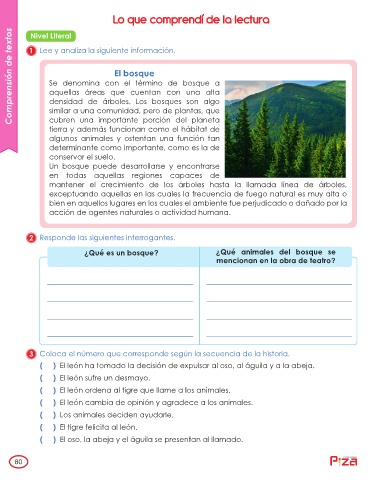 Lo que comprendí de la lectura
Comprensión de textos
Nivel Literal
1 Lee y analiza la siguiente información.
El bosque
Se denomina con el término de bosque a
aquellas áreas que cuentan con una alta
densidad de árboles. Los bosques son algo
similar a una comunidad, pero de plantas, que
cubren una importante porción del planeta
tierra y además funcionan como el hábitat de
algunos animales y ostentan una función tan
determinante como importante, como es la de
conservar el suelo.
Un bosque puede desarrollarse y encontrarse
en todas aquellas regiones capaces de
mantener el crecimiento de los árboles hasta la llamada línea de árboles,
exceptuando aquellas en las cuales la frecuencia de fuego natural es muy alta o
bien en aquellos lugares en los cuales el ambiente fue perjudicado o dañado por la
acción de agentes naturales o actividad humana.
2 Responde las siguientes interrogantes.
¿Qué es un bosque?
¿Qué animales del bosque se
mencionan en la obra de teatro?
3 Coloca el número que corresponde según la secuencia de la historia.
( ) El león ha tomado la decisión de expulsar al oso, al águila y a la abeja.
( ) El león sufre un desmayo.
( ) El león ordena al tigre que llame a los animales.
( ) El león cambia de opinión y agradece a los animales.
( ) Los animales deciden ayudarle.
( ) El tigre felicita al león.
( ) El oso, la abeja y el águila se presentan al llamado.
80